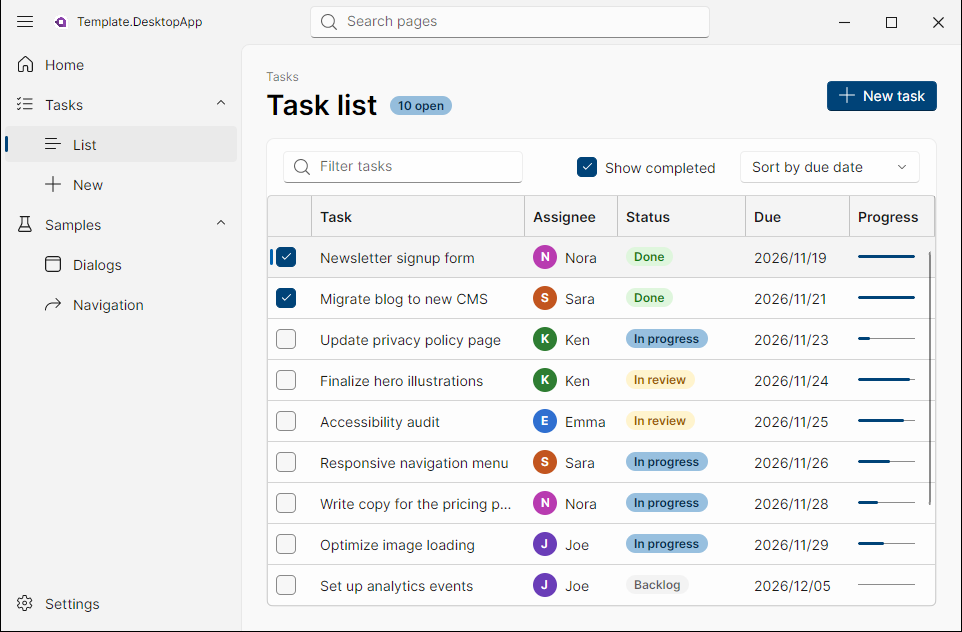 Template.DesktopApp
Search pages
Home
Tasks
List
New
Samples
Dialogs
Navigation
Settings
Tasks
Task list
10 open
New task
Filter tasks
Show completed
Sort by due date
Task Assignee Status Due Progress
Newsletter signup form N Nora Done 2026/11/19
Migrate blog to new CMS S Sara Done 2026/11/21
Update privacy policy page K Ken In progress 2026/11/23
Finalize hero illustrations K Ken In review 2026/11/24
Accessibility audit E Emma In review 2026/11/25
Responsive navigation menu S Sara In progress 2026/11/26
Write copy for the pricing p... N Nora In progress 2026/11/28
Optimize image loading J Joe In progress 2026/11/29
Set up analytics events J Joe Backlog 2026/12/05